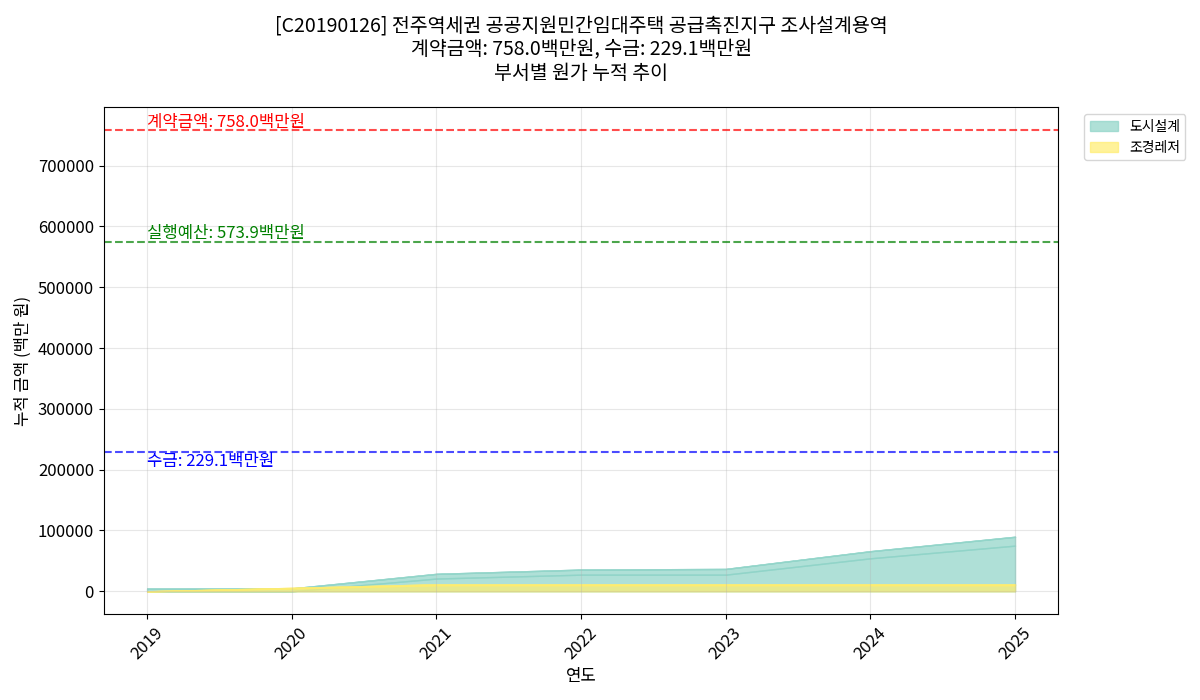 [C20190126] 전주역세권 공공지원민간임대주택 공급촉진지구 조사설계용역
계약금액: 758.0백만원, 수금: 229.1백만원
부서별 원가 누적 추이
계약금액: 758.0백만원
실행예산: 573.9백만원
수금: 229.1백만원
도시설계
조경레저
누적 금액 (백만 원)
700000
600000
500000
400000
300000
200000
100000
0
2019
2020
2021
2022
2023
2024
2025
연도